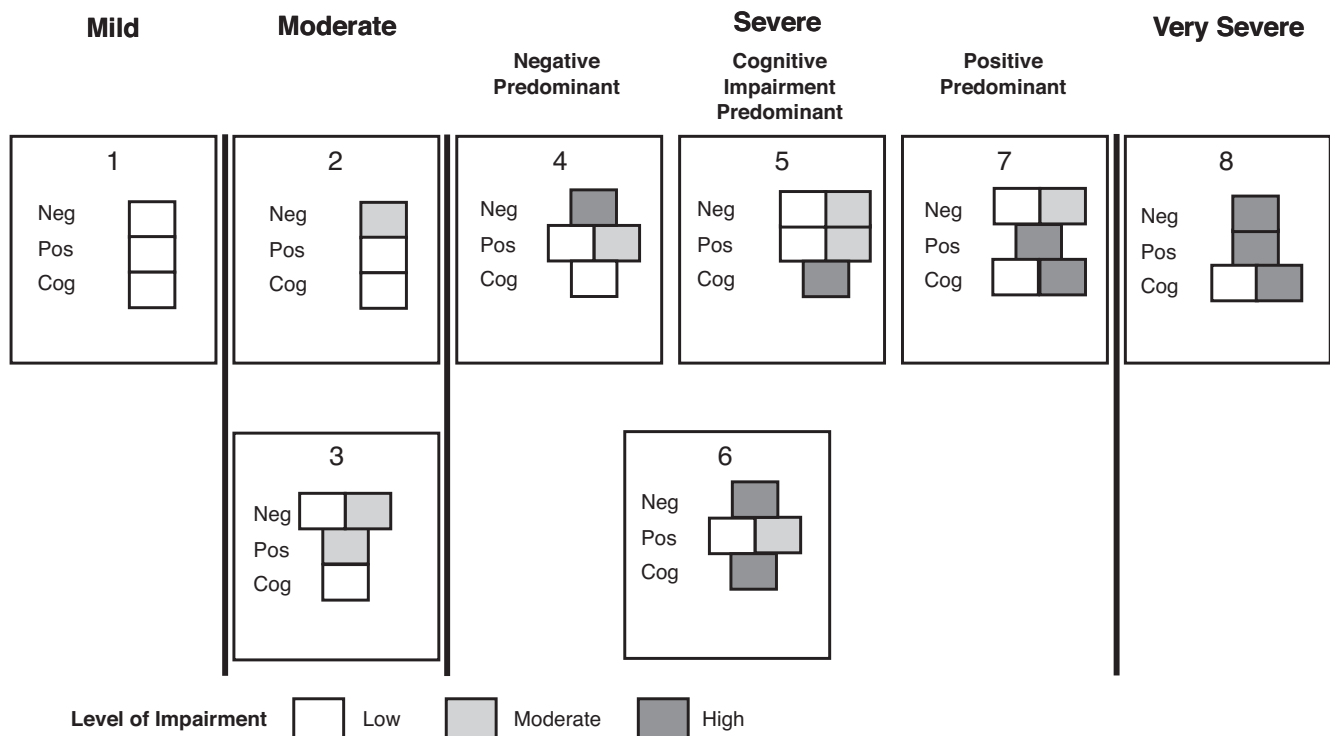 Mild
Moderate
Severe
Very Severe
Negative
Predominant
Cognitive
Impairment
Predominant
Positive
Predominant
1
Neg
Pos
Cog
2
Neg
Pos
Cog
4
Neg
Pos
Cog
5
Neg
Pos
Cog
7
Neg
Pos
Cog
8
Neg
Pos
Cog
3
Neg
Pos
Cog
6
Neg
Pos
Cog
Level of Impairment Low Moderate High